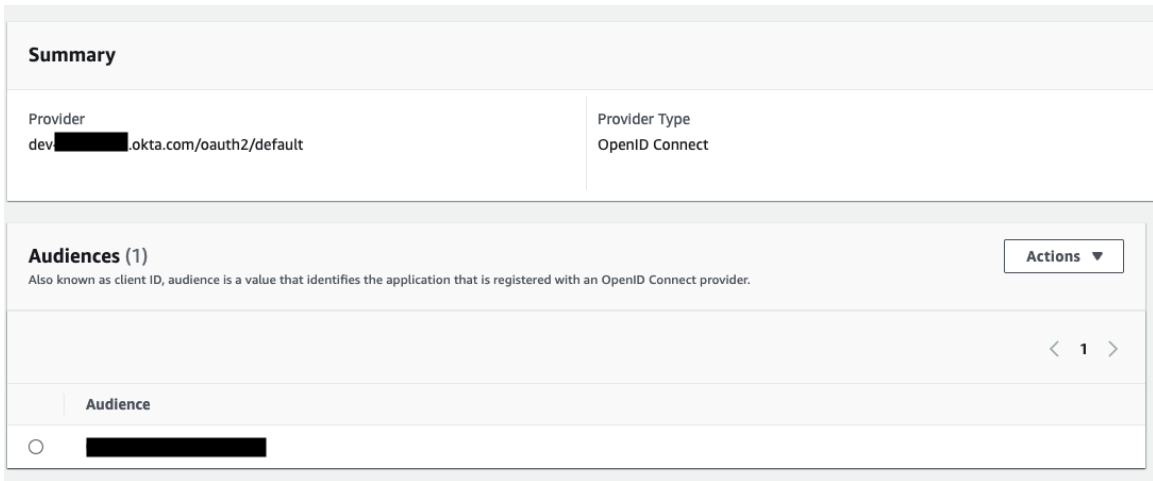 Summary
Provider
Provider Type
dev-.okta.com/oauth2/default
OpenID Connect
Audiences (1)
Actions ▼
Also known as client ID, audience is a value that identifies the application that is registered with an OpenID Connect provider.
< 1 >
Audience